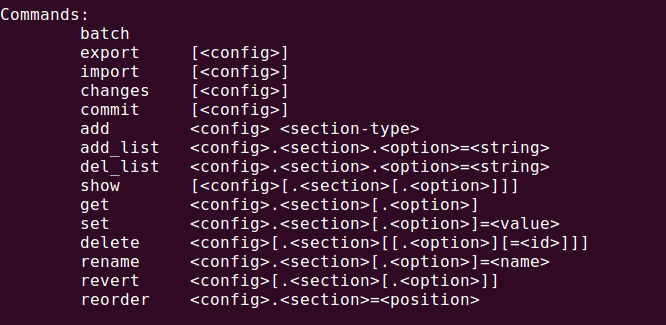 Commands:
batch
export [<config>]
import [<config>]
changes [<config>]
commit [<config>]
add <config> <section-type>
add_list <config>.<section>.<option>=<string>
del_list <config>.<section>.<option>=<string>
show [<config>[.<section>[.<option>]]]
get <config>.<section>[.<option>]
set <config>.<section>[.<option>]=<value>
delete <config>[.<section>[[.<option>][=<id>]]]
rename <config>.<section>[.<option>]=<name>
revert <config>[.<section>[.<option>]]
reorder <config>.<section>=<position>